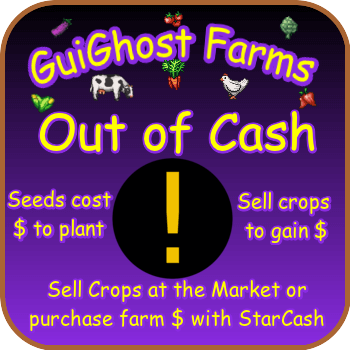 GuiGhost Farms
Out of Cash
Seeds cost
$ to plant
!
Sell crops
to gain $
Sell Crops at the Market or
purchase farm $ with StarCash